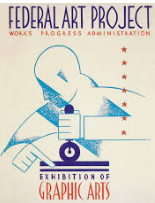 FEDERAL ART PROJECT
WORKS PROGRESS ADMINISTRATION
EXHIBITION OF
GRAPHIC ARTS